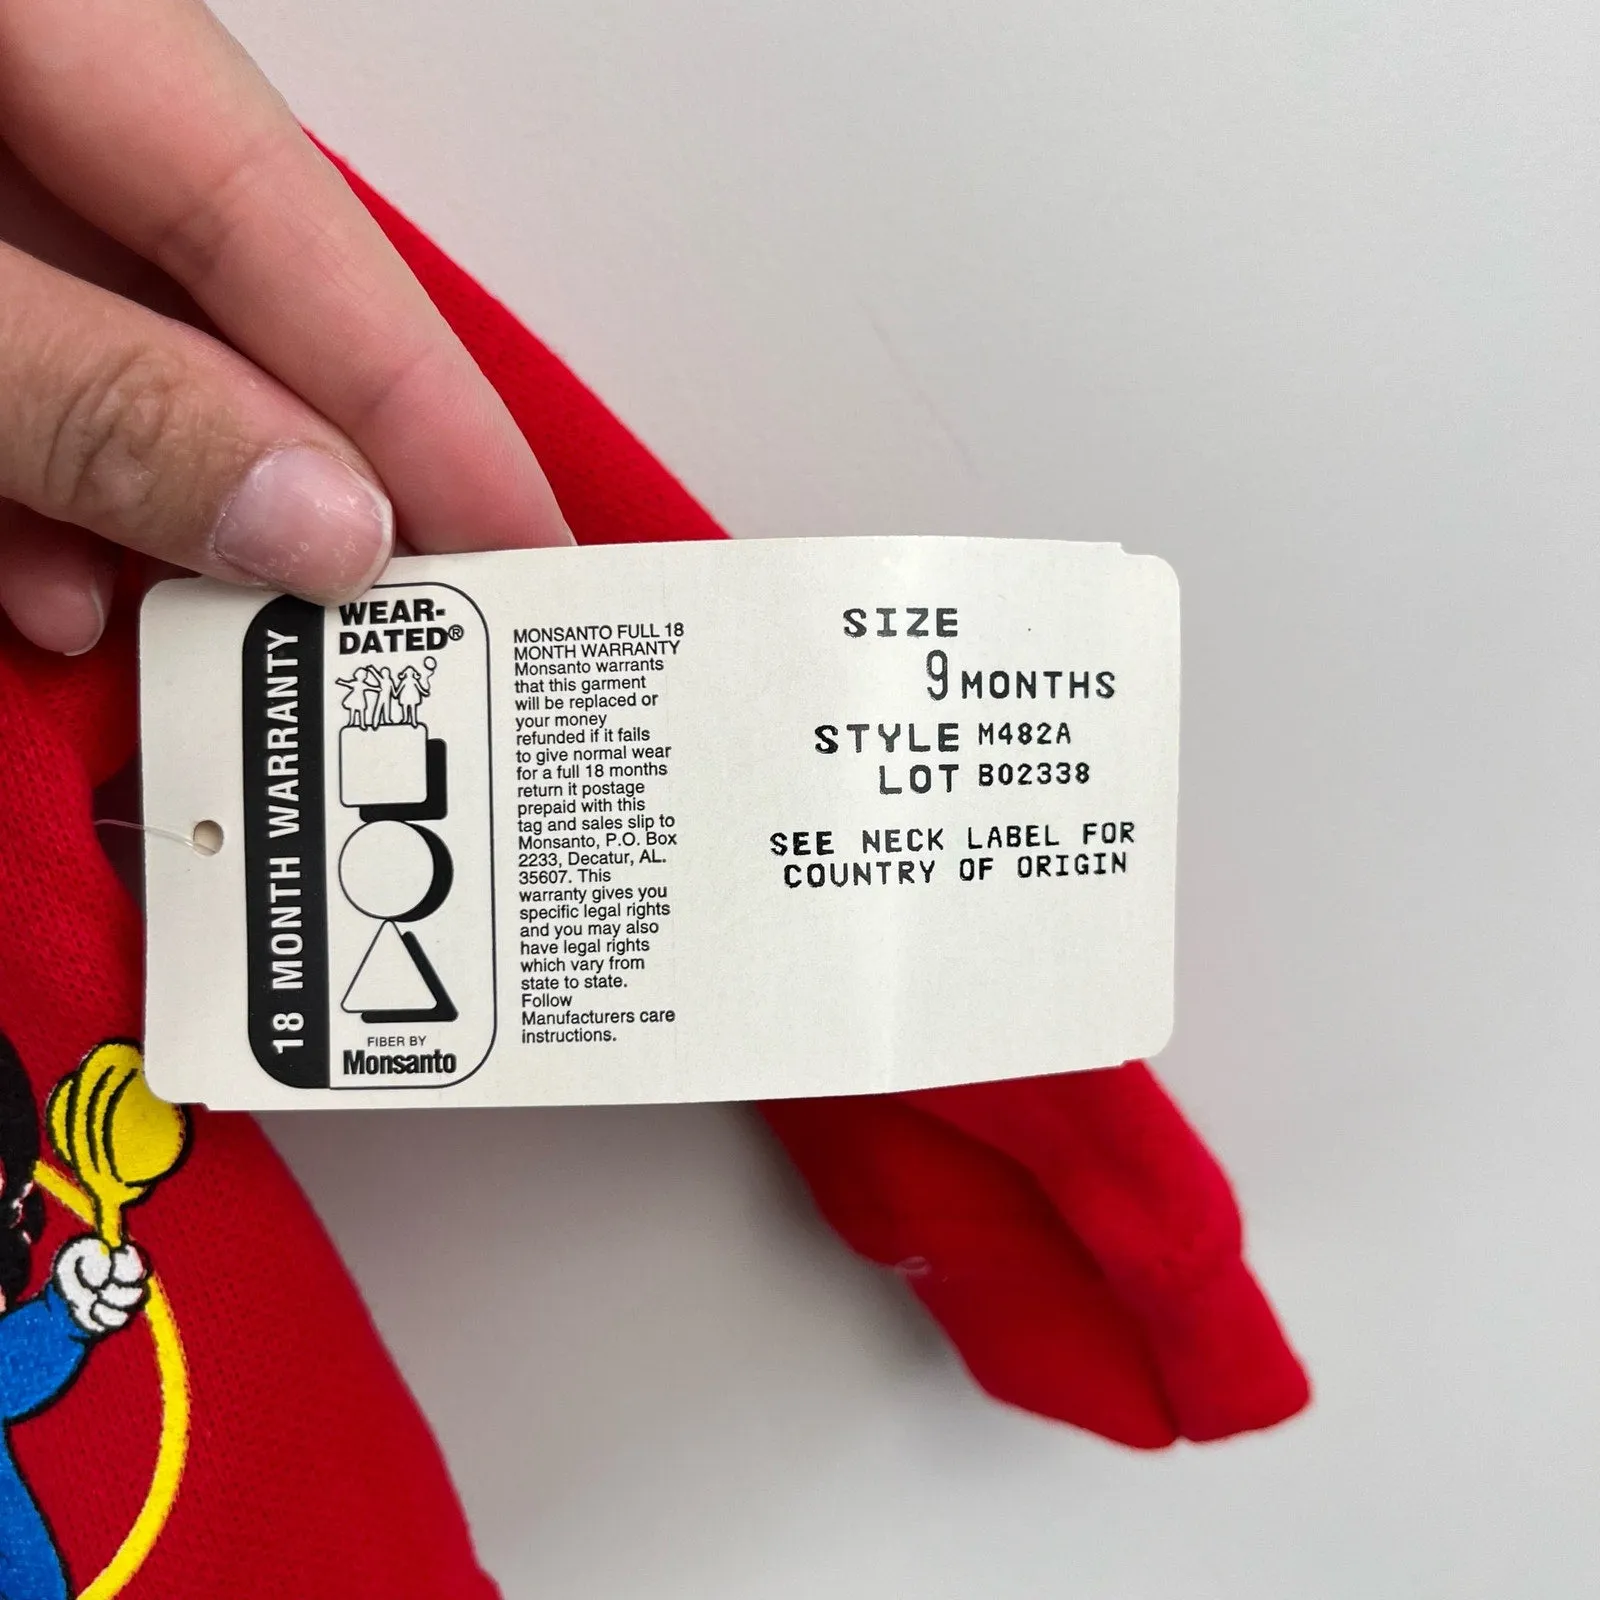 18 MONTH WARRANTY
WEAR-
DATED®
FIBER BY
Monsanto
MONSANTO FULL 18
MONTH WARRANTY
Monsanto warrants
that this garment
will be replaced or
your money
refunded if it fails
to give normal wear
for a full 18 months
return it postage
prepaid with this
tag and sales slip to
Monsanto, P.O. Box
2233, Decatur, AL.
35607. This
warranty gives you
specific legal rights
and you may also
have legal rights
which vary from
state to state.
Follow
Manufacturers care
instructions.
SIZE
9 MONTHS
STYLE M482A
LOT B02338
SEE NECK LABEL FOR
COUNTRY OF ORIGIN